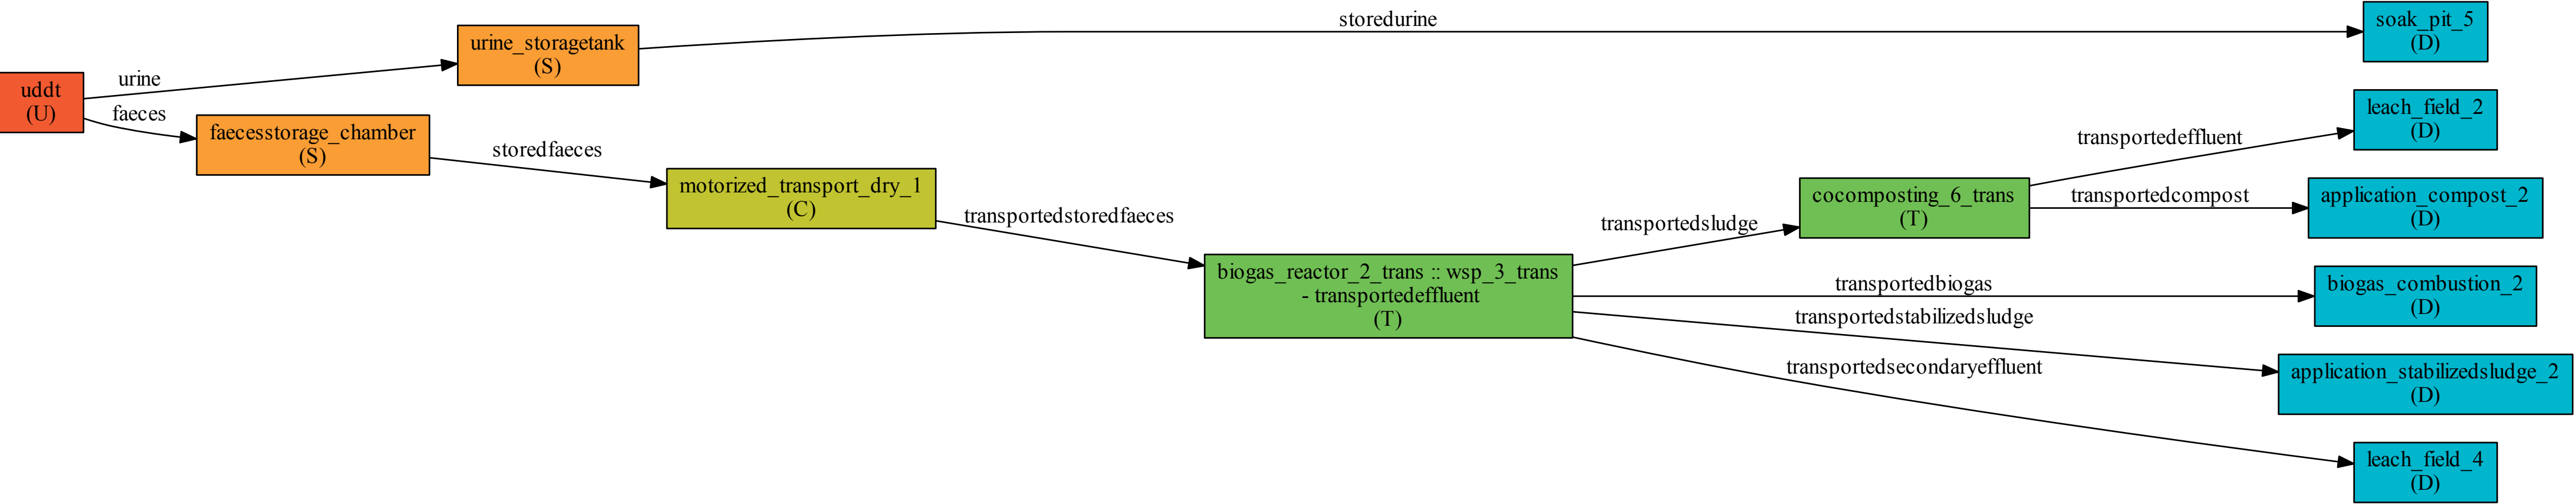 uddt
(U)
urine
faeces
urine_storagetank
(S)
faecesstorage_chamber
(S)
storedurine
storedfaeces
motorized_transport_dry_1
(C)
transportedstoredfaeces
biogas_reactor_2_trans :: wsp_3_trans
- transportedeffluent
(T)
transportedsludge
cocomposting_6_trans
(T)
transportedeffluent
transportedcompost
transportedbiogas
transportedstabilizedsludge
transportedsecondaryeffluent
soak_pit_5
(D)
leach_field_2
(D)
application_compost_2
(D)
biogas_combustion_2
(D)
application_stabilizedsludge_2
(D)
leach_field_4
(D)